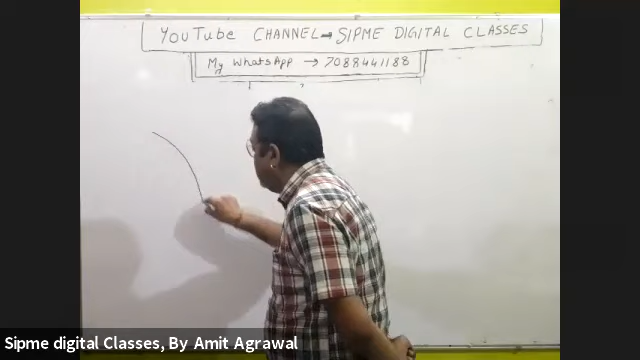 YouTube CHANNEL → SIPME DIGITAL CLASSES
My WhatsApp → 7088441188
Sipme digital Classes, By Amit Agrawal